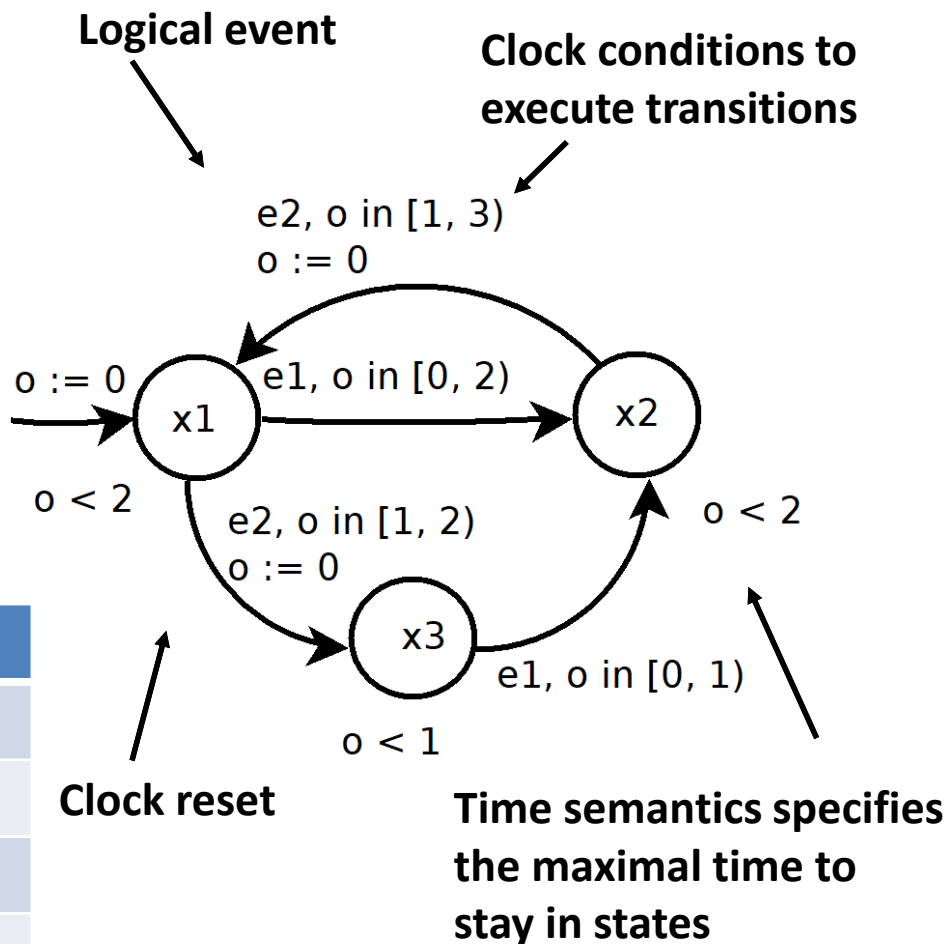 Logical event
Clock conditions to
execute transitions
e2, o in [1, 3)
o := 0
o := 0
e1, o in [0, 2)
x1
x2
o < 2
e2, o in [1, 2)
o := 0
o < 2
x3
e1, o in [0, 1)
o < 1
Clock reset
Time semantics specifies
the maximal time to
stay in states